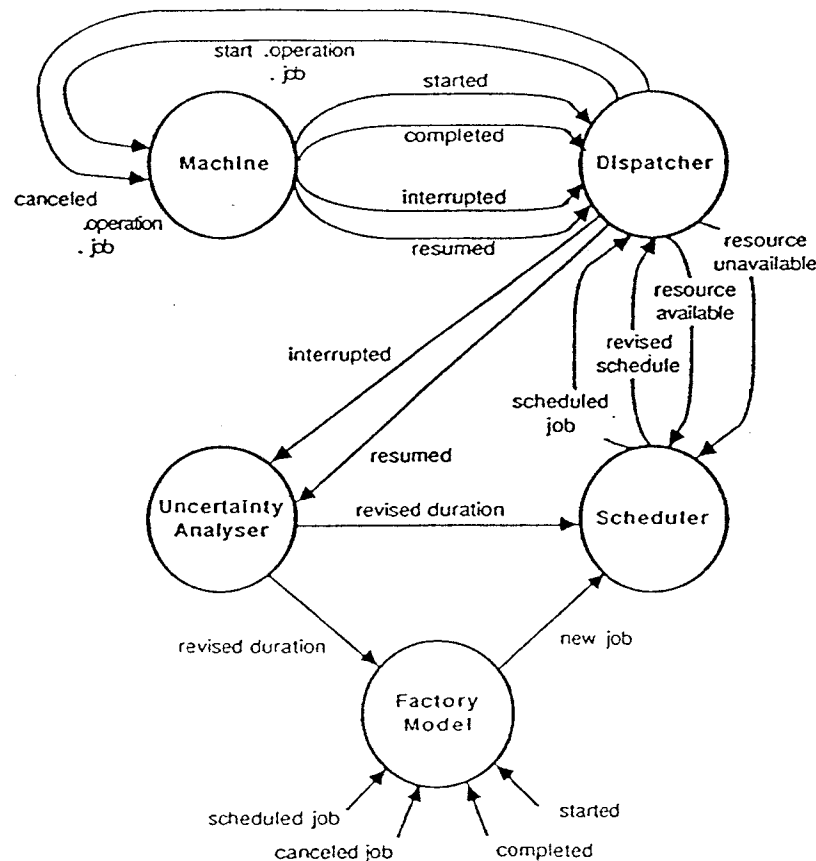 start .operation
. job
started
Machine
completed
Dispatcher
canceled
.operation
. job
interrupted
resumed
resource
unavailable
resource
available
revised
schedule
interrupted
scheduled
job
resumed
Uncertainty
Analyser
revised duration
Scheduler
revised duration
new job
Factory
Model
scheduled job
started
canceled job
completed